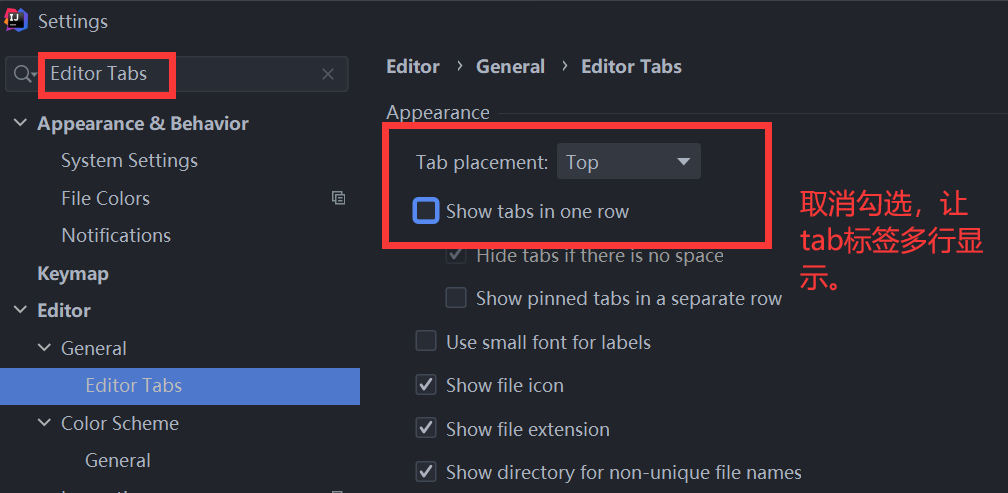 Settings
Editor Tabs
Appearance & Behavior
System Settings
File Colors
Notifications
Keymap
Editor
General
Editor Tabs
Color Scheme
General
Editor › General › Editor Tabs
Appearance
Tab placement: Top
Show tabs in one row
Hide tabs if there is no space
Show pinned tabs in a separate row
Use small font for labels
Show file icon
Show file extension
Show directory for non-unique file names
取消勾选，让
tab标签多行显
示。